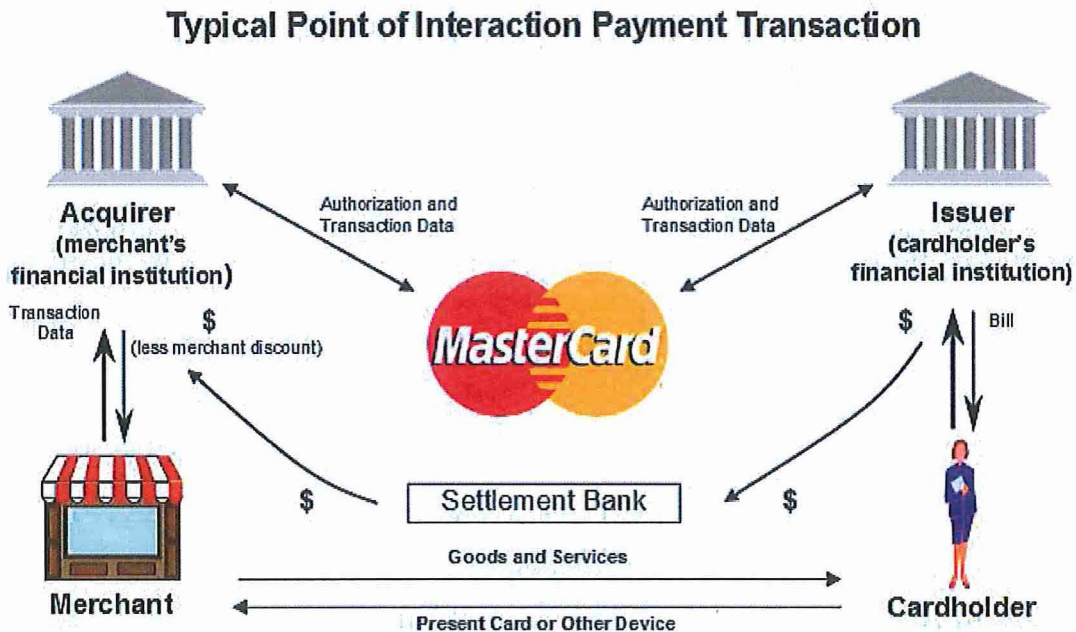 Typical Point of Interaction Payment Transaction
Acquirer
(merchant's
financial institution)
Authorization and
Transaction Data
Authorization and
Transaction Data
Issuer
(cardholder's
financial institution)
Transaction
Data
$
(less merchant discount)
MasterCard
$
Bill
$
Settlement Bank
$
Goods and Services
Merchant
Cardholder
Present Card or Other Device